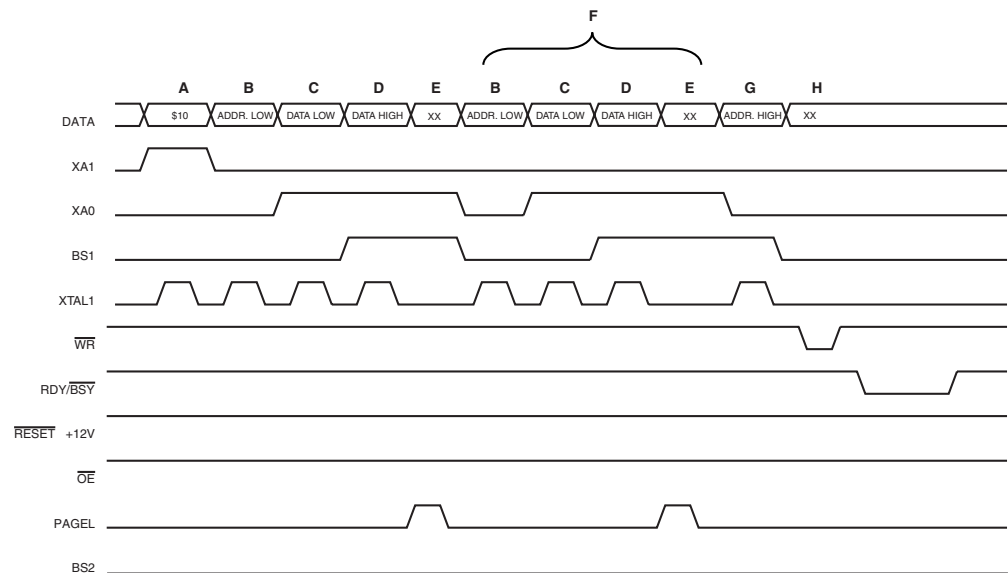 F
A B C D E B C D E G H
DATA $10 ADDR. LOW DATA LOW DATA HIGH XX ADDR. LOW DATA LOW DATA HIGH XX ADDR. HIGH XX
XA1
XA0
BS1
XTAL1
WR
RDY/BSY
RESET +12V
OE
PAGEL
BS2